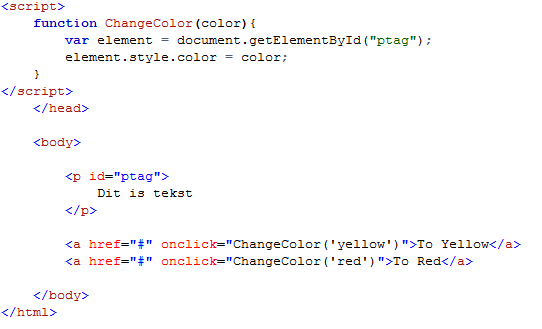 <script>
function ChangeColor(color){
var element = document.getElementById("ptag");
element.style.color = color;
}
</script>
</head>
<body>
<p id="ptag">
Dit is tekst
</p>
<a href="#" onclick="ChangeColor('yellow')">To Yellow</a>
<a href="#" onclick="ChangeColor('red')">To Red</a>
</body>
</html>